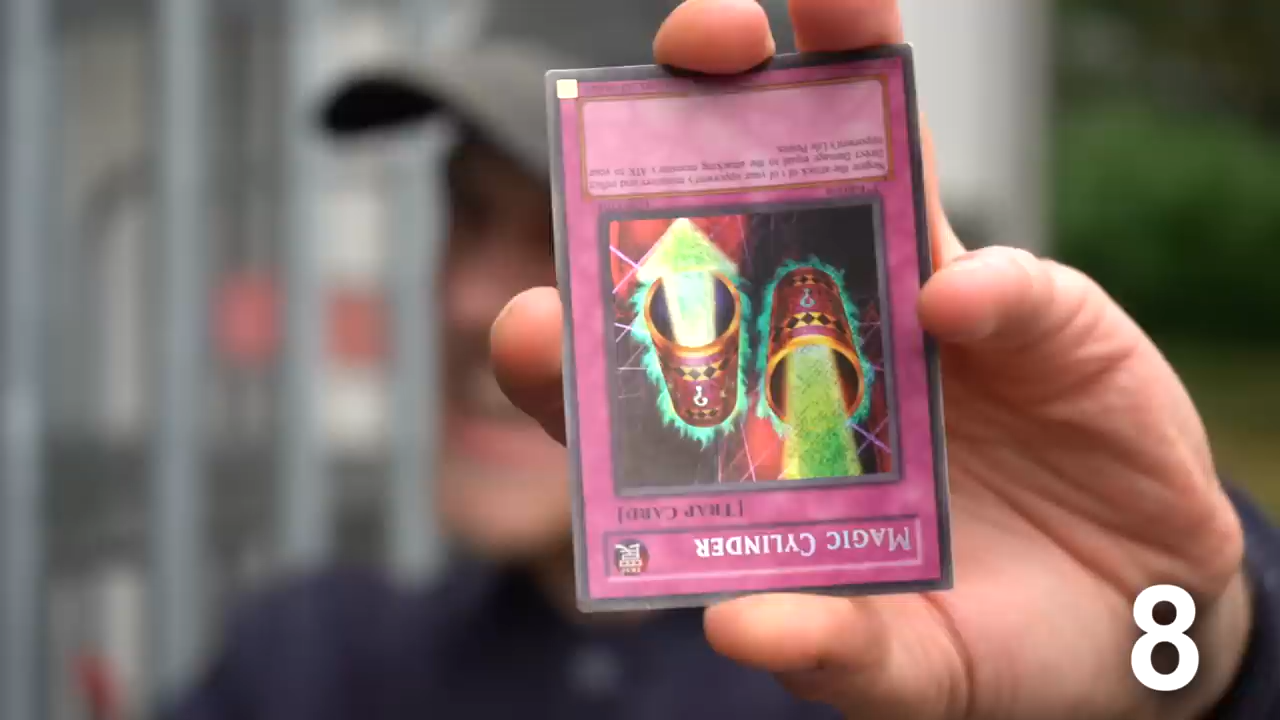 MAGIC CYLINDER
[TRAP CARD]
Negate the attack of 1 of your opponent's monsters and inflict
Direct Damage equal to the attacking monster's ATK to your
opponent's Life Points.
8